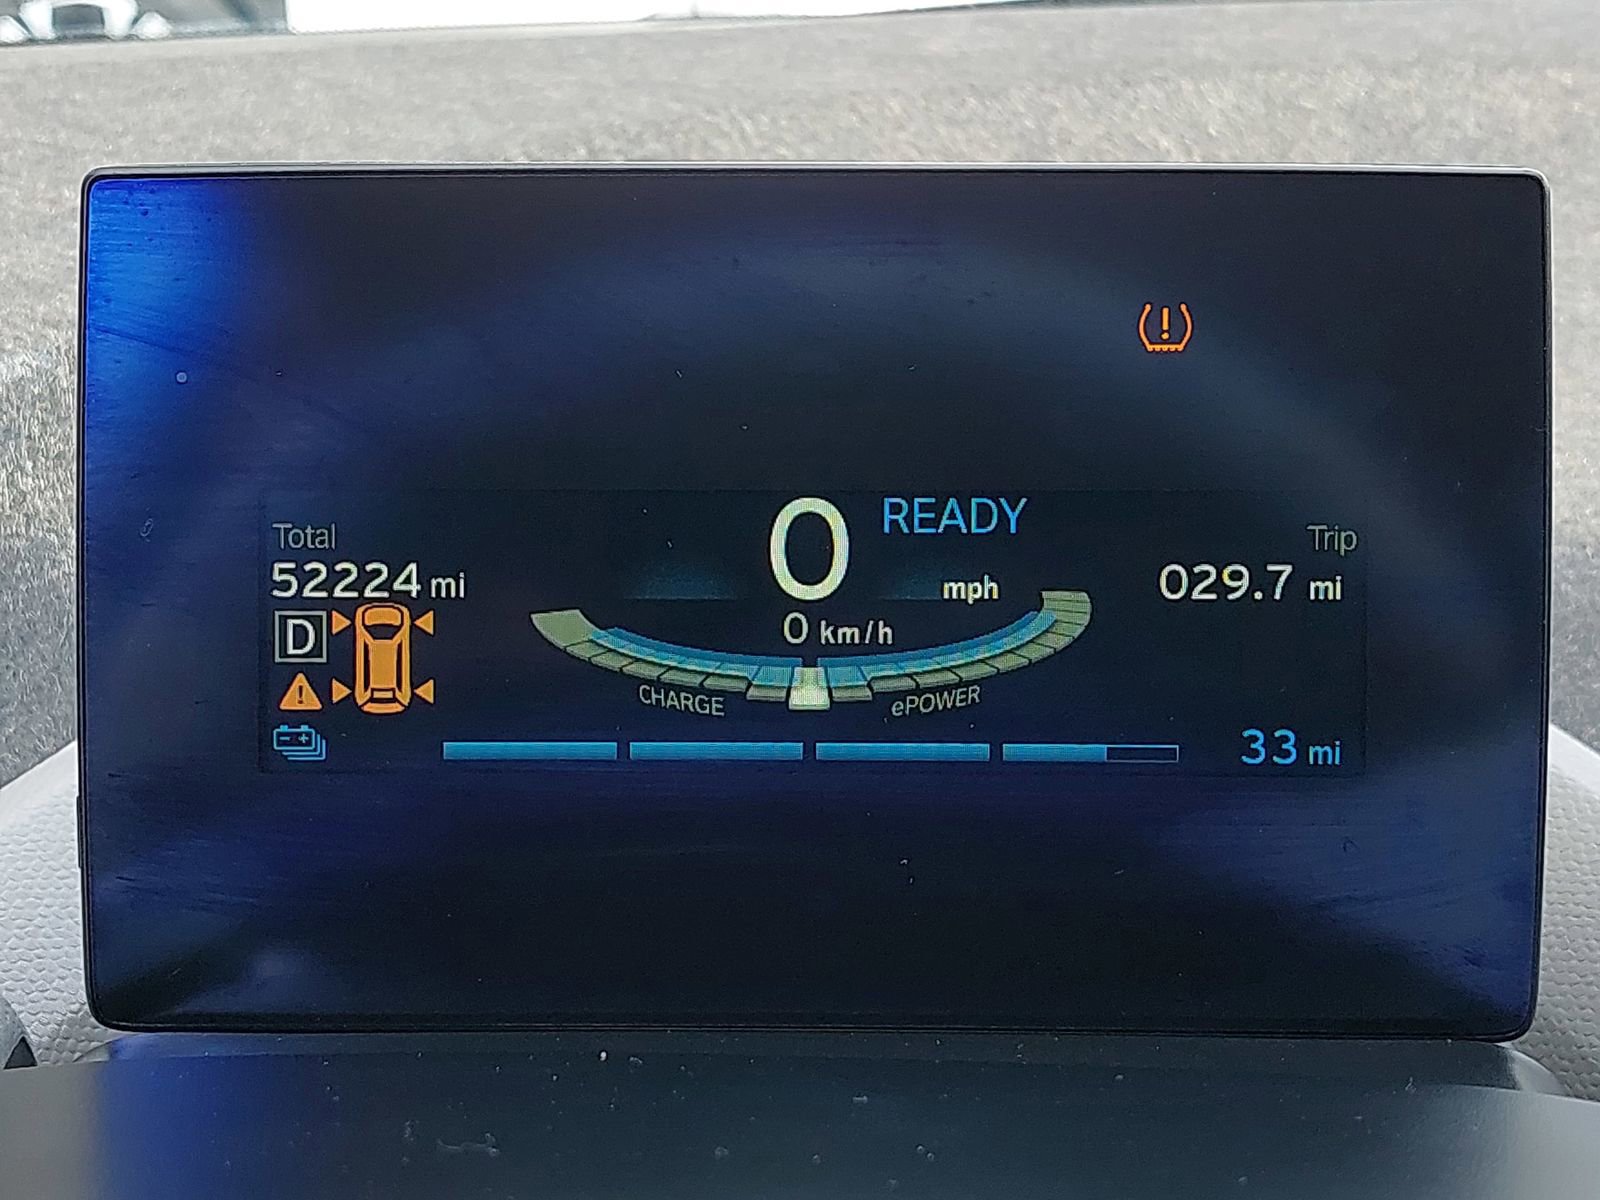 READY
0
mph
0 km/h
Total
52224 mi
Trip
029.7 mi
D
CHARGE
ePOWER
33 mi